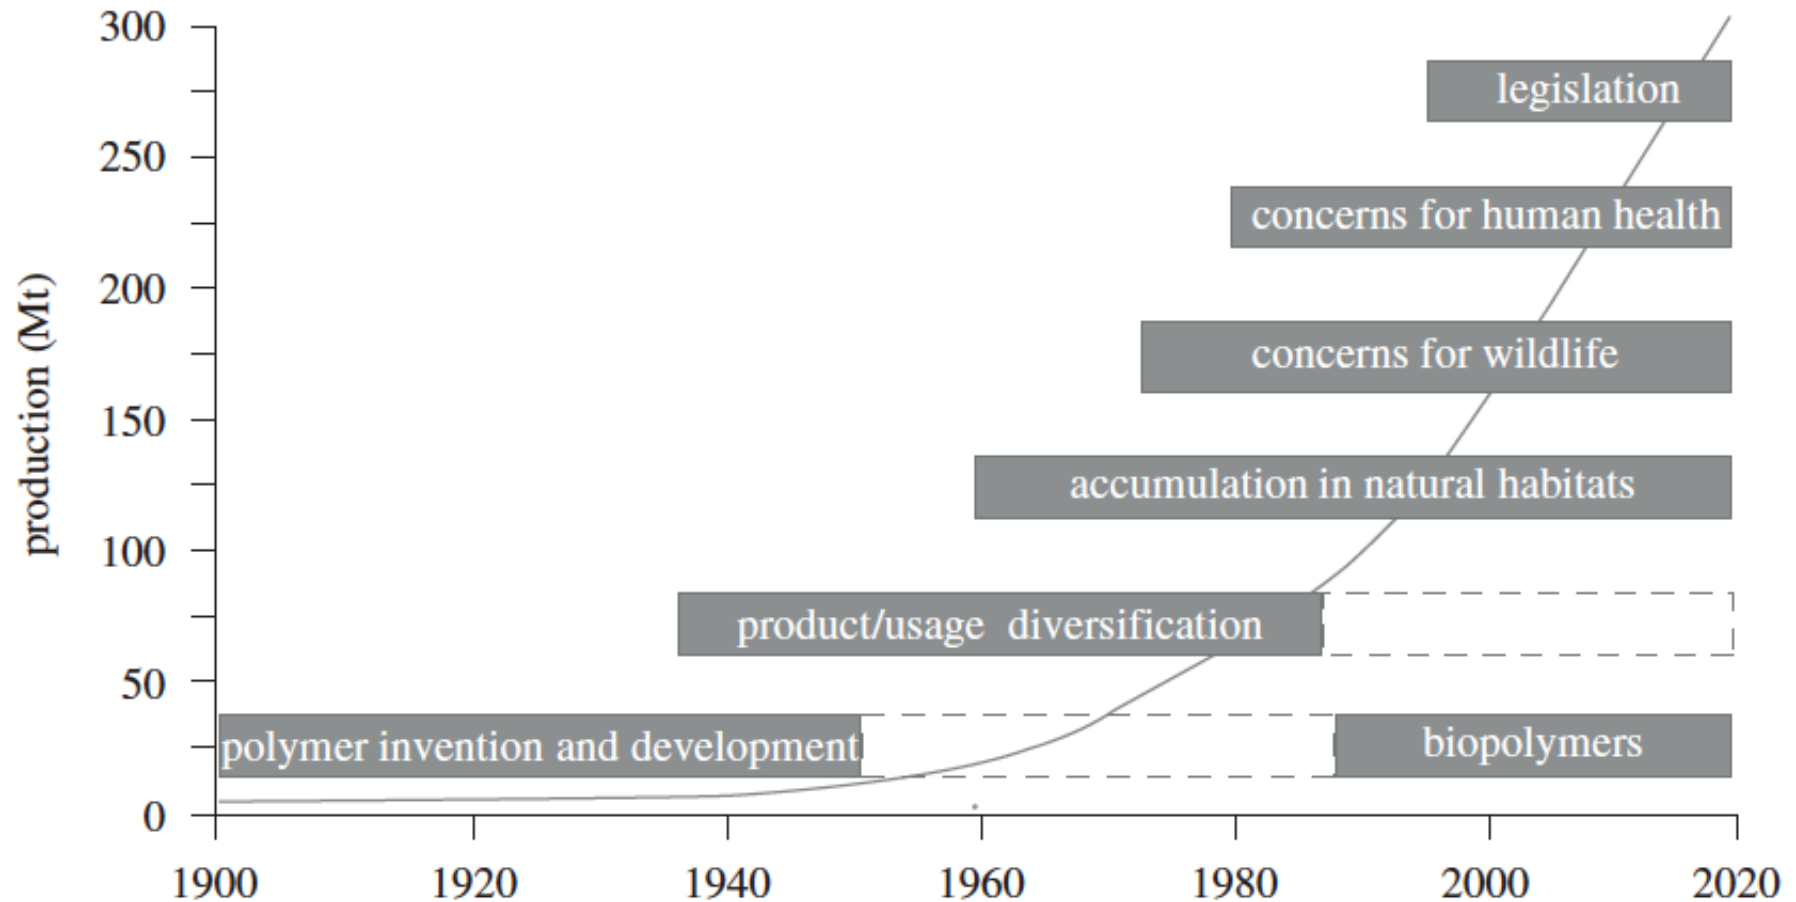 300
legislation
250
concerns for human health
200
concerns for wildlife
150
accumulation in natural habitats
100
product/usage diversification
50
polymer invention and development
biopolymers
0
production (Mt)
1900 1920 1940 1960 1980 2000 2020